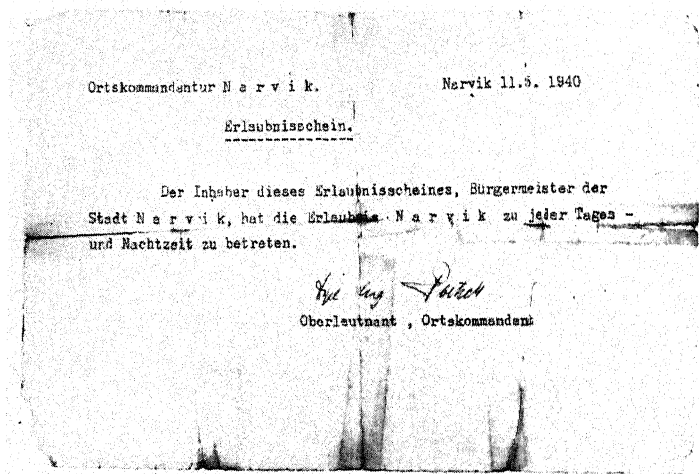 Ortskommandantur N a r v i k.          Narvik 11.5. 1940
Erlaubnisschein.
Der Inhaber dieses Erlaubnisscheines, Bürgermeister der
Stadt N a r v i k, hat die Erlaubnis N a r v i k zu jeder Tages -
und Nachtzeit zu betreten.
Oberleutnant , Ortskommandant